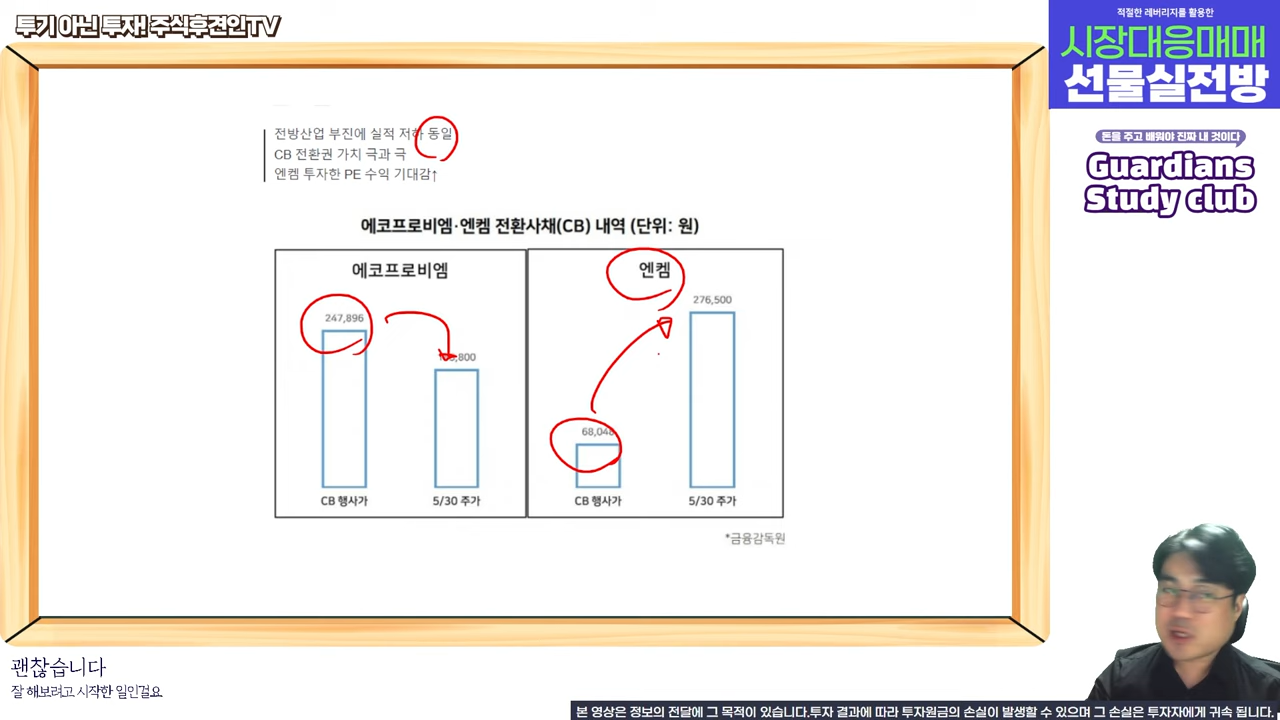 투기 아닌 투자! 주식후견인TV
적절한 레버리지를 활용한
시장대응매매
선물실전방
돈을 주고 배워야 진짜 내 것이다
Guardians
Study club
전방산업 부진에 실적 저하 동일
CB 전환권 가치 극과 극
엔켐 투자한 PE 수익 기대감↑
에코프로비엠·엔켐 전환사채(CB) 내역 (단위: 원)
에코프로비엠
엔켐
247,896
276,500
CB 행사가
5/30 주가
CB 행사가
5/30 주가
*금융감독원
괜찮습니다
잘 해보려고 시작한 일인걸요
본 영상은 정보의 전달에 그 목적이 있습니다.투자 결과에 따라 투자원금의 손실이 발생할 수 있으며 그 손실은 투자자에게 귀속 됩니다.